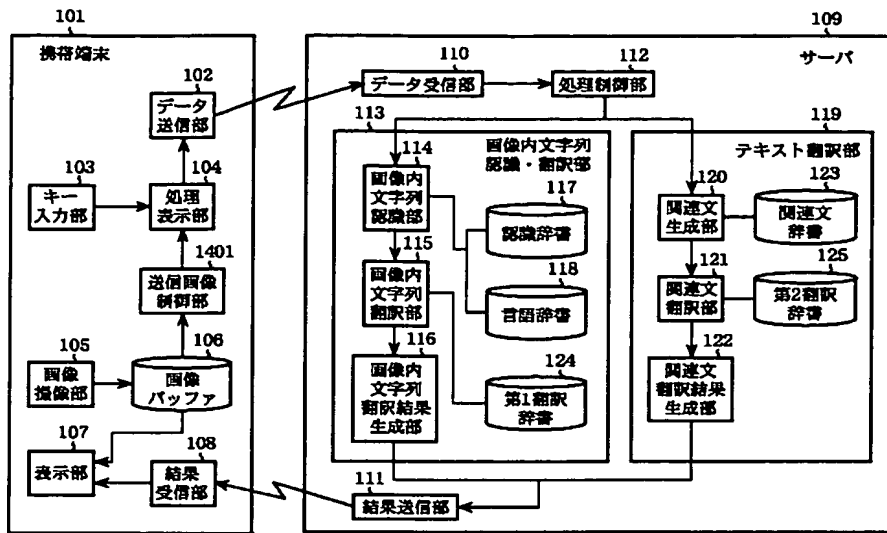 101
携帯端末
102
データ
送信部
103
キー
入力部
104
処理
表示部
1401
送信画像
制御部
105
画像
撮像部
106
画像
バッファ
107
表示部
108
結果
受信部
109
サーバ
110
データ受信部
112
処理制御部
113
画像内文字列
認識・翻訳部
114
画像内
文字列
認識部
115
画像内
文字列
翻訳部
116
画像内
文字列
翻訳結果
生成部
117
認識辞書
118
言語辞書
124
第1翻訳
辞書
119
テキスト翻訳部
120
関連文
生成部
123
関連文
辞書
121
関連文
翻訳部
125
第2翻訳
辞書
122
関連文
翻訳結果
生成部
111
結果送信部